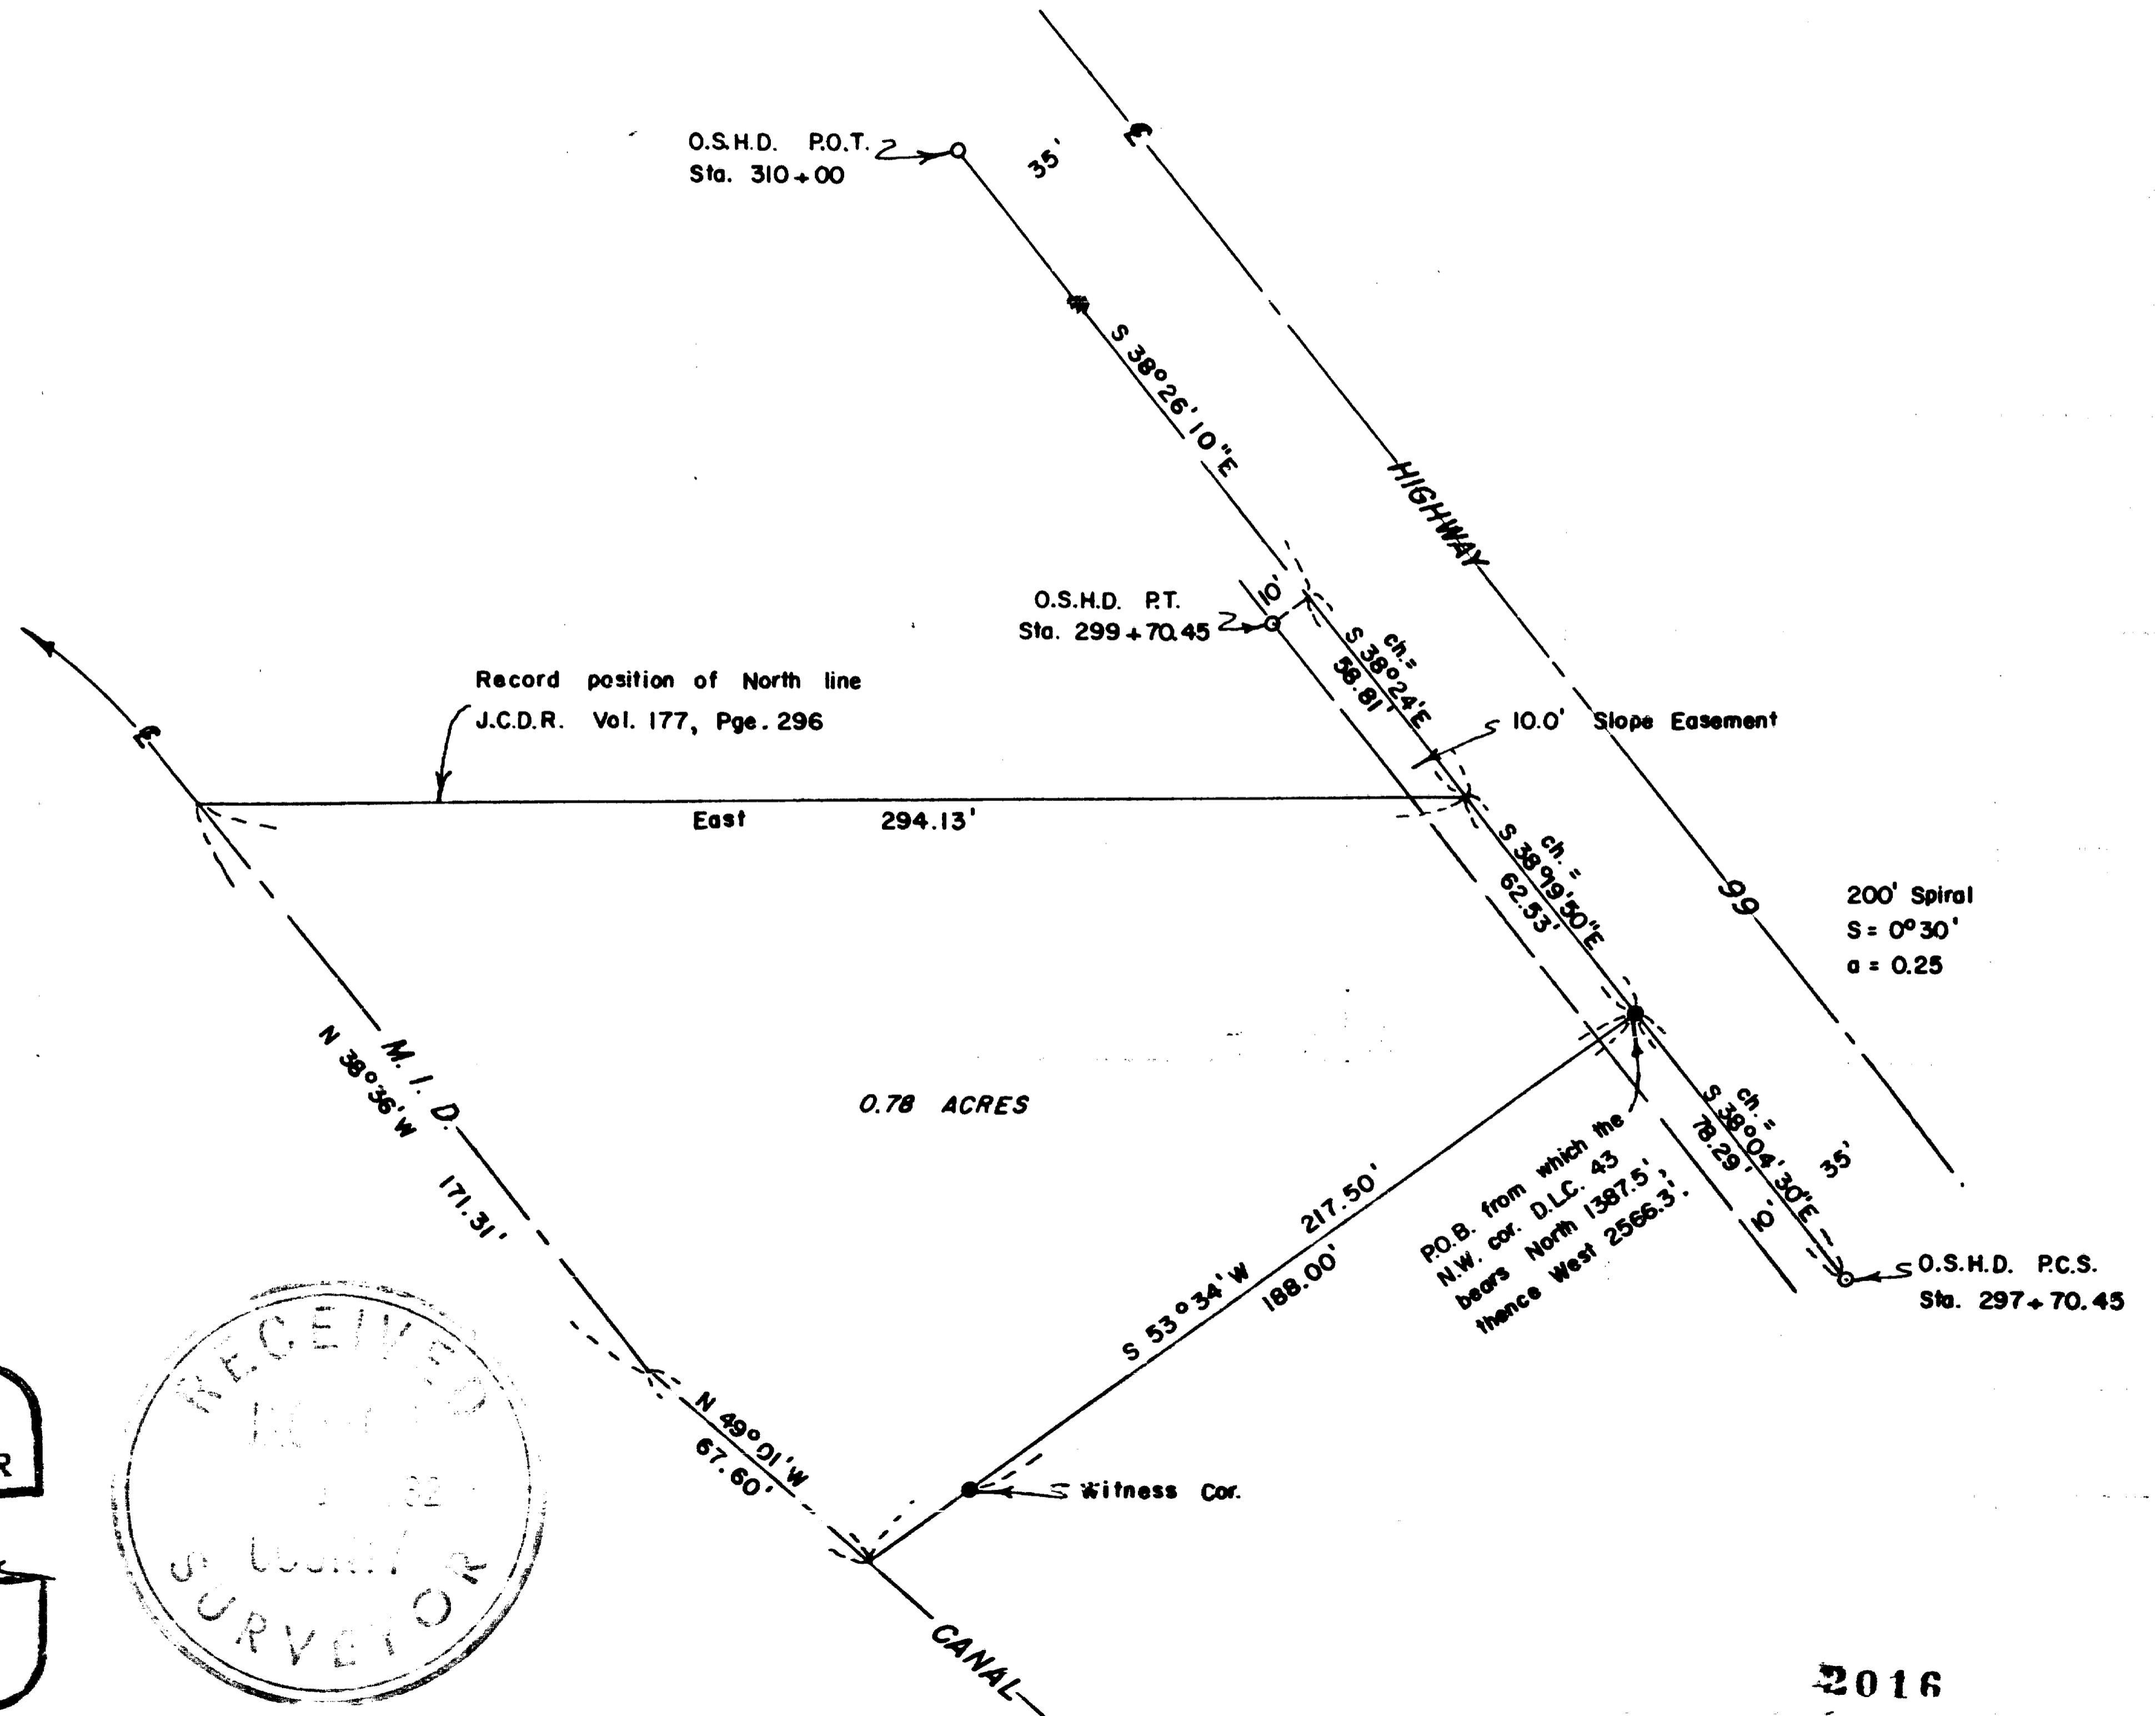 O.S.H.D. P.O.T.
Sta. 310+00
35'
℄
S 38°26'10"E
HIGHWAY
O.S.H.D. P.T.
Sta. 299+70.45
10'
ch.=
S 38°24'E
58.81'
Record position of North line
J.C.D.R. Vol. 177, Pge. 296
10.0' Slope Easement
℄
East 294.13'
ch. =
S 38°19'50"E
62.53'
99
200' Spiral
S = 0°30'
a = 0.25
M. I. D.
N 38°36'W 171.31'
0.78 ACRES
ch. =
S 38°04'30"E
78.29'
35'
10'
P.O.B. from which the
N.W. cor. D.L.C. 43
bears North 1387.5',
thence West 2566.3'.
217.50'
S 53°34'W
188.00'
O.S.H.D. P.C.S.
Sta. 297+70.45
N 49°01'W
67.60'
Witness Cor.
CANAL
RECEIVED
COUNTY
SURVEYOR
R
2016